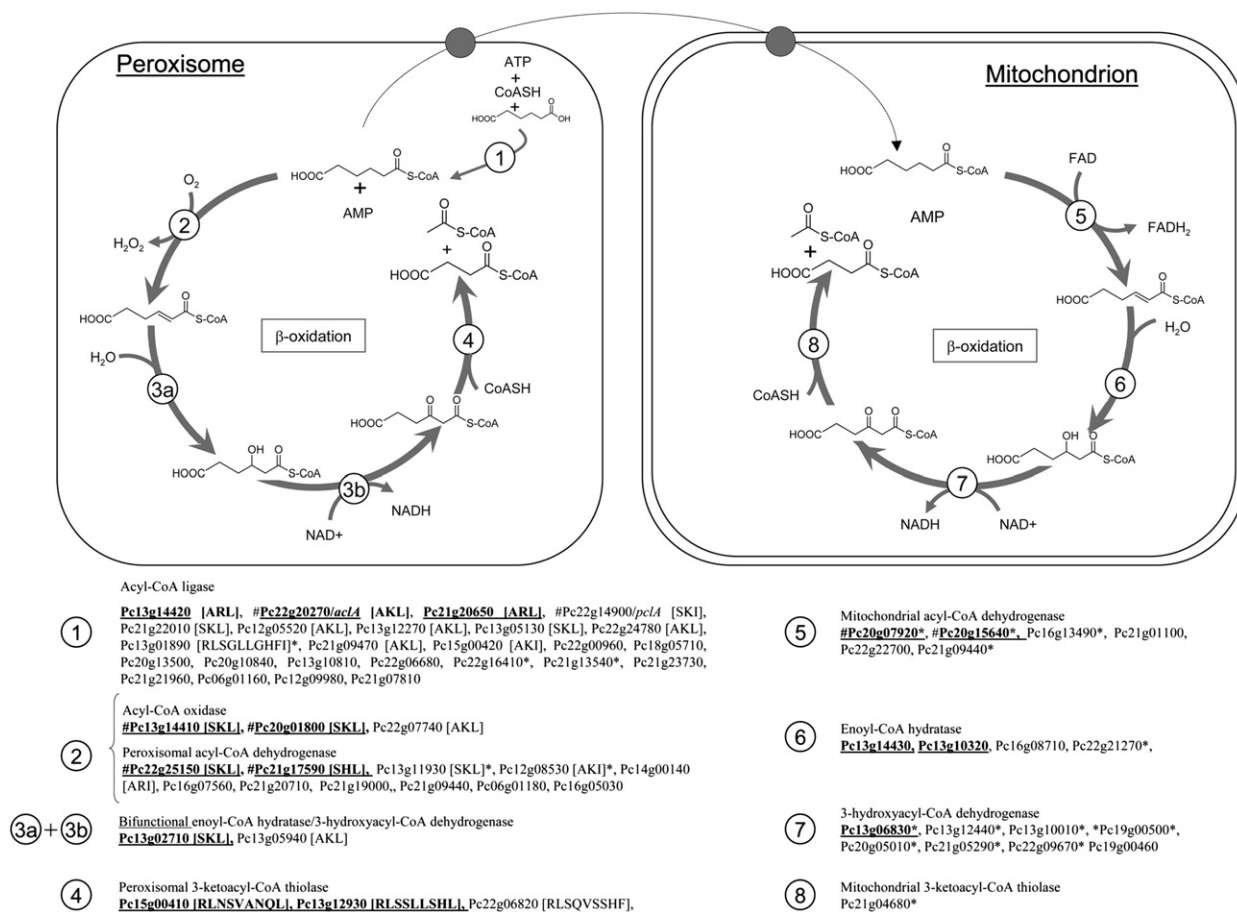 Peroxisome
ATP
+
CoASH
+
HOOC
O
OH
1
HOOC
O
S-CoA
+
AMP
O2
2
H2O2
HOOC
O
S-CoA
H2O
3a
HOOC
OH
O
S-CoA
3b
NAD+
NADH
HOOC
O
O
S-CoA
CoASH
4
O
S-CoA
+
HOOC
O
S-CoA
β-oxidation
Mitochondrion
HOOC
O
S-CoA
AMP
FAD
5
FADH2
HOOC
O
S-CoA
H2O
6
HOOC
OH
O
S-CoA
7
NADH
NAD+
HOOC
O
O
S-CoA
CoASH
8
O
S-CoA
+
HOOC
O
S-CoA
β-oxidation
Acyl-CoA ligase
1
Pc13g14420 [ARL], #Pc22g20270/aclA [AKL], Pc21g20650 [ARL], #Pc22g14900/pclA [SKI],
Pc21g22010 [SKL], Pc12g05520 [AKL], Pc13g12270 [AKL], Pc13g05130 [SKL], Pc22g24780 [AKL],
Pc13g01890 [RLSGLLGHFI]*, Pc21g09470 [AKL], Pc15g00420 [AKI], Pc22g00960, Pc18g05710,
Pc20g13500, Pc20g10840, Pc13g10810, Pc22g06680, Pc22g16410*, Pc21g13540*, Pc21g23730,
Pc21g21960, Pc06g01160, Pc12g09980, Pc21g07810
2
Acyl-CoA oxidase
#Pc13g14410 [SKL], #Pc20g01800 [SKL], Pc22g07740 [AKL]
Peroxisomal acyl-CoA dehydrogenase
#Pc22g25150 [SKL], #Pc21g17590 [SHL], Pc13g11930 [SKL]*, Pc12g08530 [AKI]*, Pc14g00140
[ARI], Pc16g07560, Pc21g20710, Pc21g19000,, Pc21g09440, Pc06g01180, Pc16g05030
3a+3b
Bifunctional enoyl-CoA hydratase/3-hydroxyacyl-CoA dehydrogenase
Pc13g02710 [SKL], Pc13g05940 [AKL]
4
Peroxisomal 3-ketoacyl-CoA thiolase
Pc15g00410 [RLNSVANQL], Pc13g12930 [RLSSLLSHL], Pc22g06820 [RLSQVSSHF],
5
Mitochondrial acyl-CoA dehydrogenase
#Pc20g07920*, #Pc20g15640*, Pc16g13490*, Pc21g01100,
Pc22g22700, Pc21g09440*
6
Enoyl-CoA hydratase
Pc13g14430, Pc13g10320, Pc16g08710, Pc22g21270*,
7
3-hydroxyacyl-CoA dehydrogenase
Pc13g06830*, Pc13g12440*, Pc13g10010*, *Pc19g00500*,
Pc20g05010*, Pc21g05290*, Pc22g09670* Pc19g00460
8
Mitochondrial 3-ketoacyl-CoA thiolase
Pc21g04680*